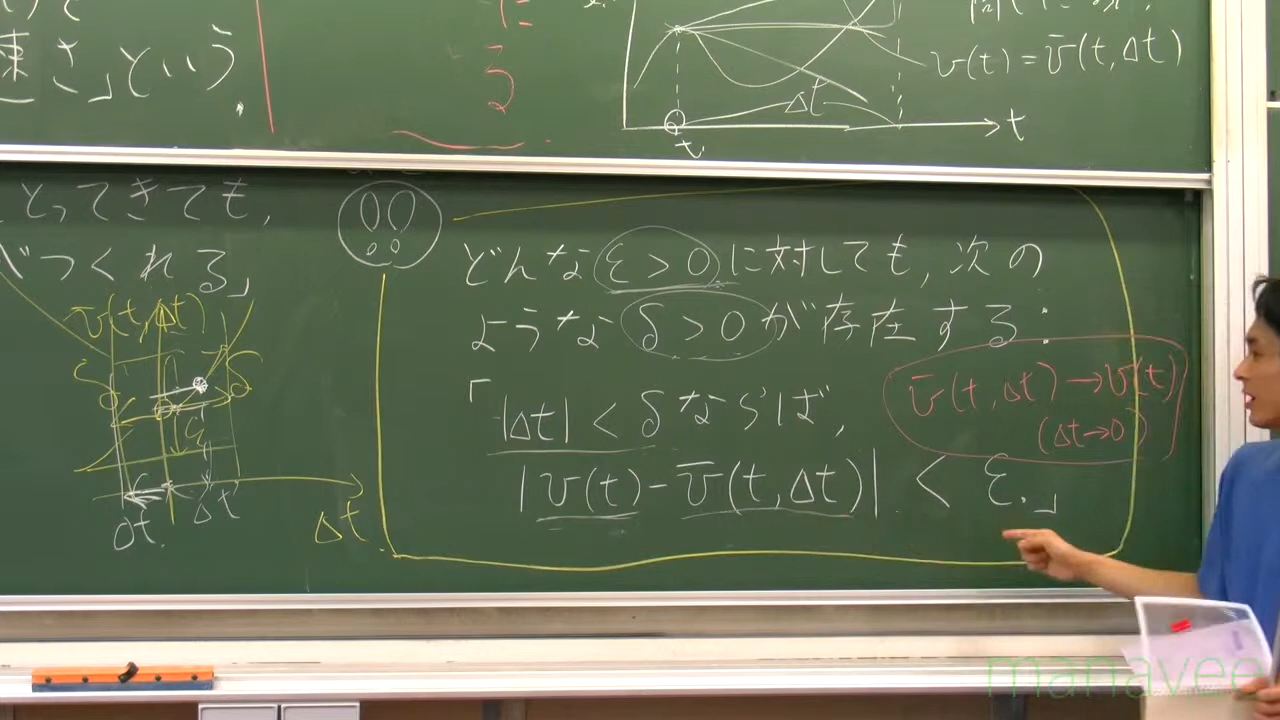 速さ」という.
る
v(t) = v̄(t, Δt)
Δt
t
t
とってきても,
がつくれる」
v̄(t, Δt)
δ
δ
Δt
Δt
Δt
どんな ε > 0 に対しても, 次の
ような δ > 0 が存在する:
「|Δt| < δ ならば,
|v(t) - v̄(t, Δt)| < ε.」
v̄(t, Δt) → v(t)
(Δt→0)
manavee